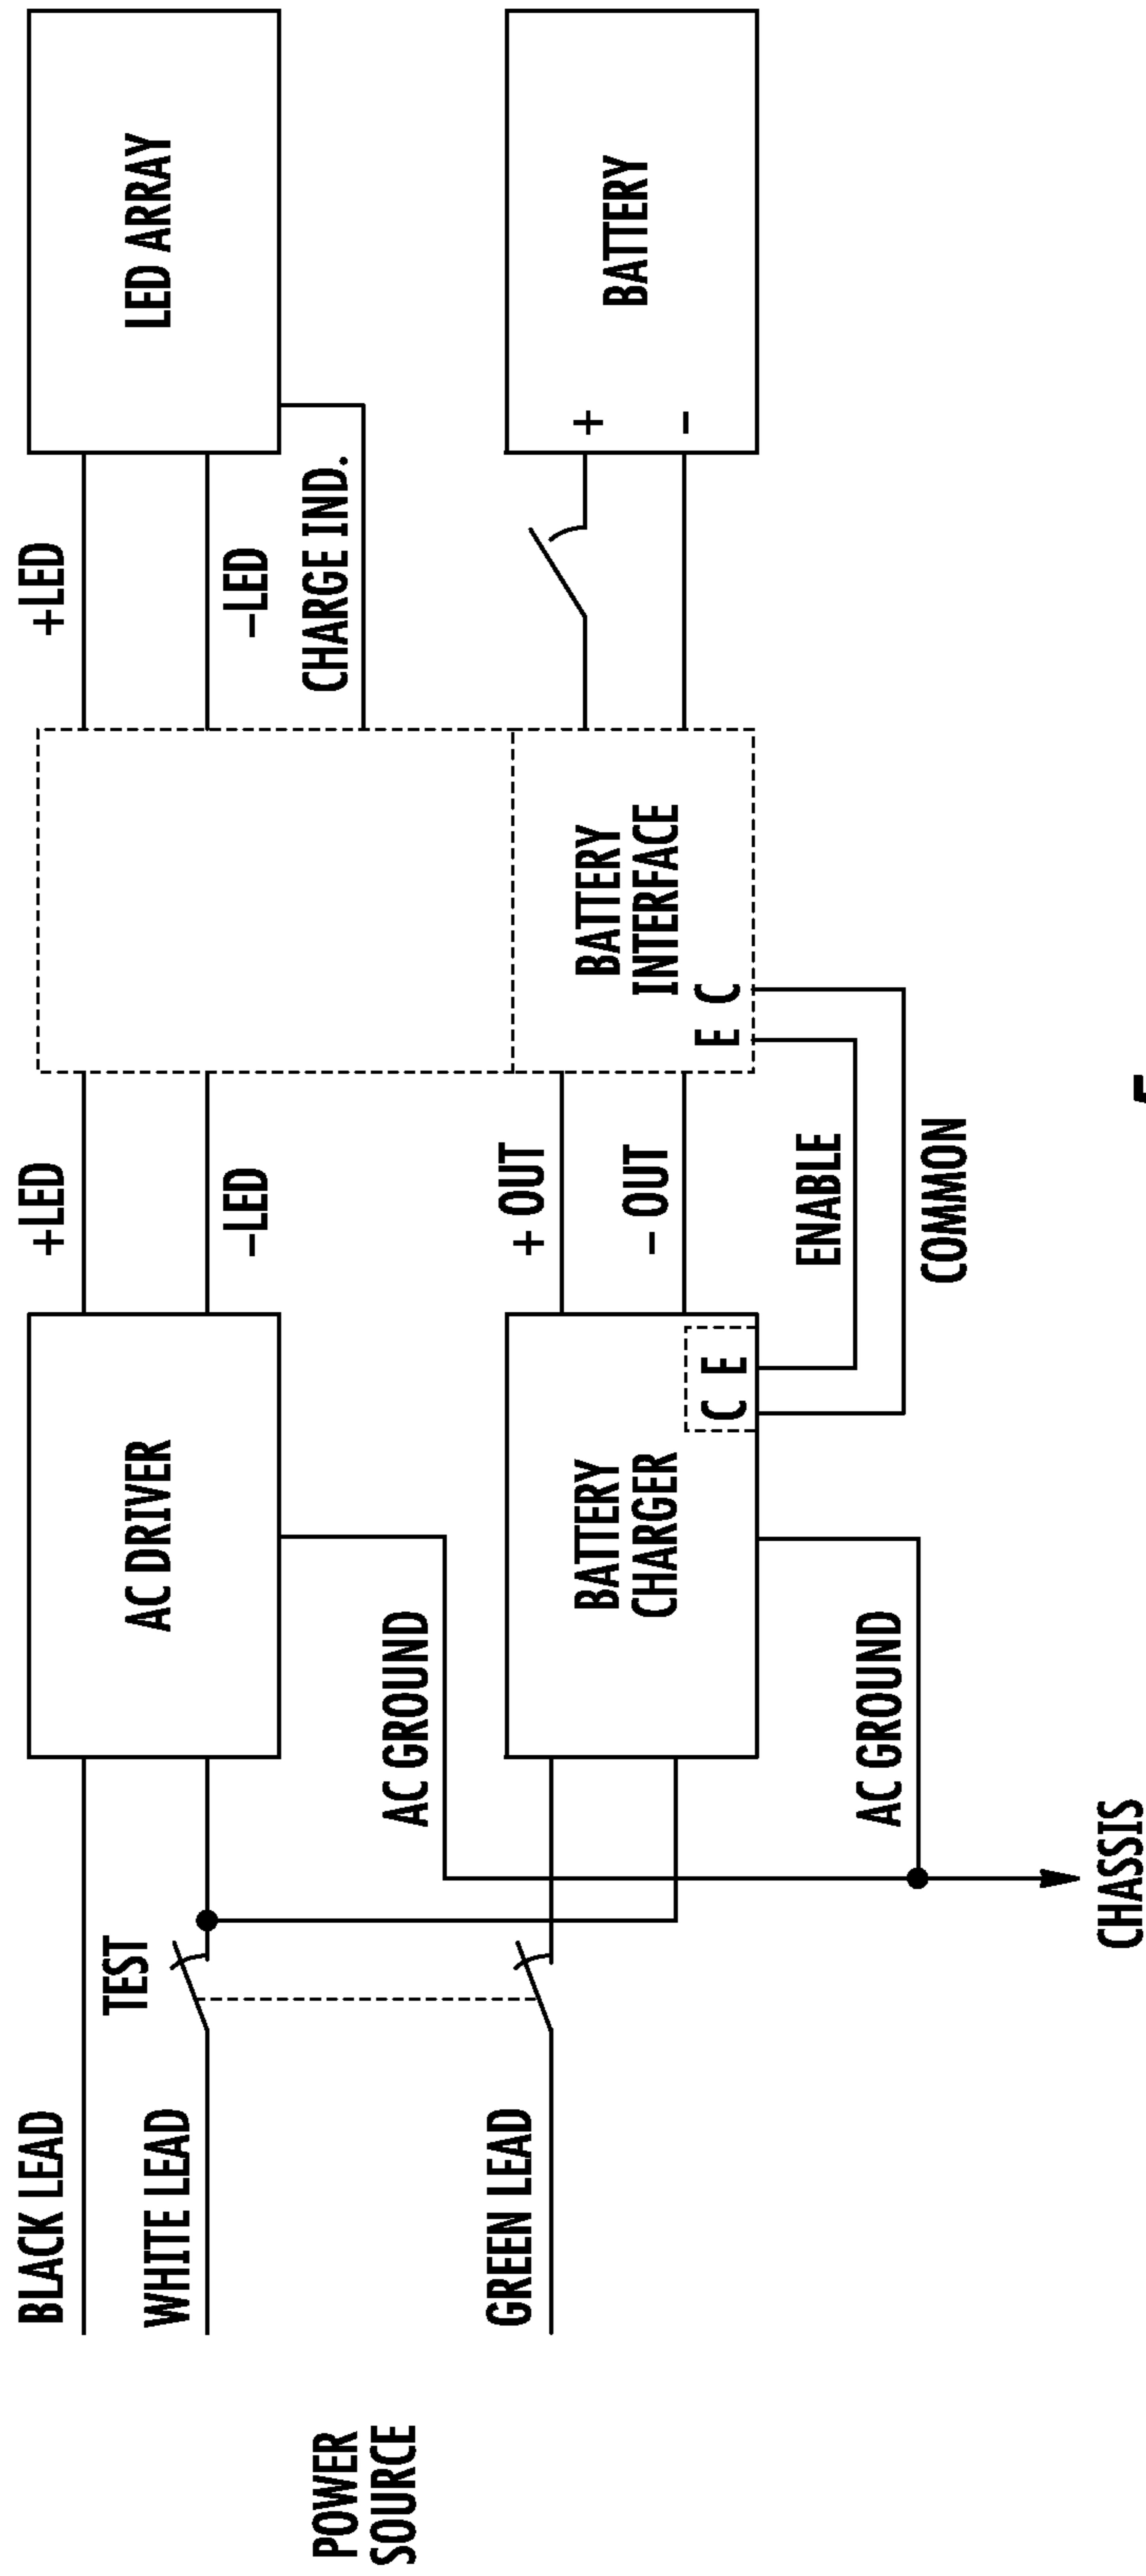 POWER
SOURCE
BLACK LEAD
WHITE LEAD
GREEN LEAD
TEST
AC DRIVER
AC GROUND
BATTERY
CHARGER
C E
AC GROUND
CHASSIS
+LED
-LED
+ OUT
- OUT
ENABLE
COMMON
BATTERY
INTERFACE
E C
+LED
-LED
CHARGE IND.
LED ARRAY
+
-
BATTERY